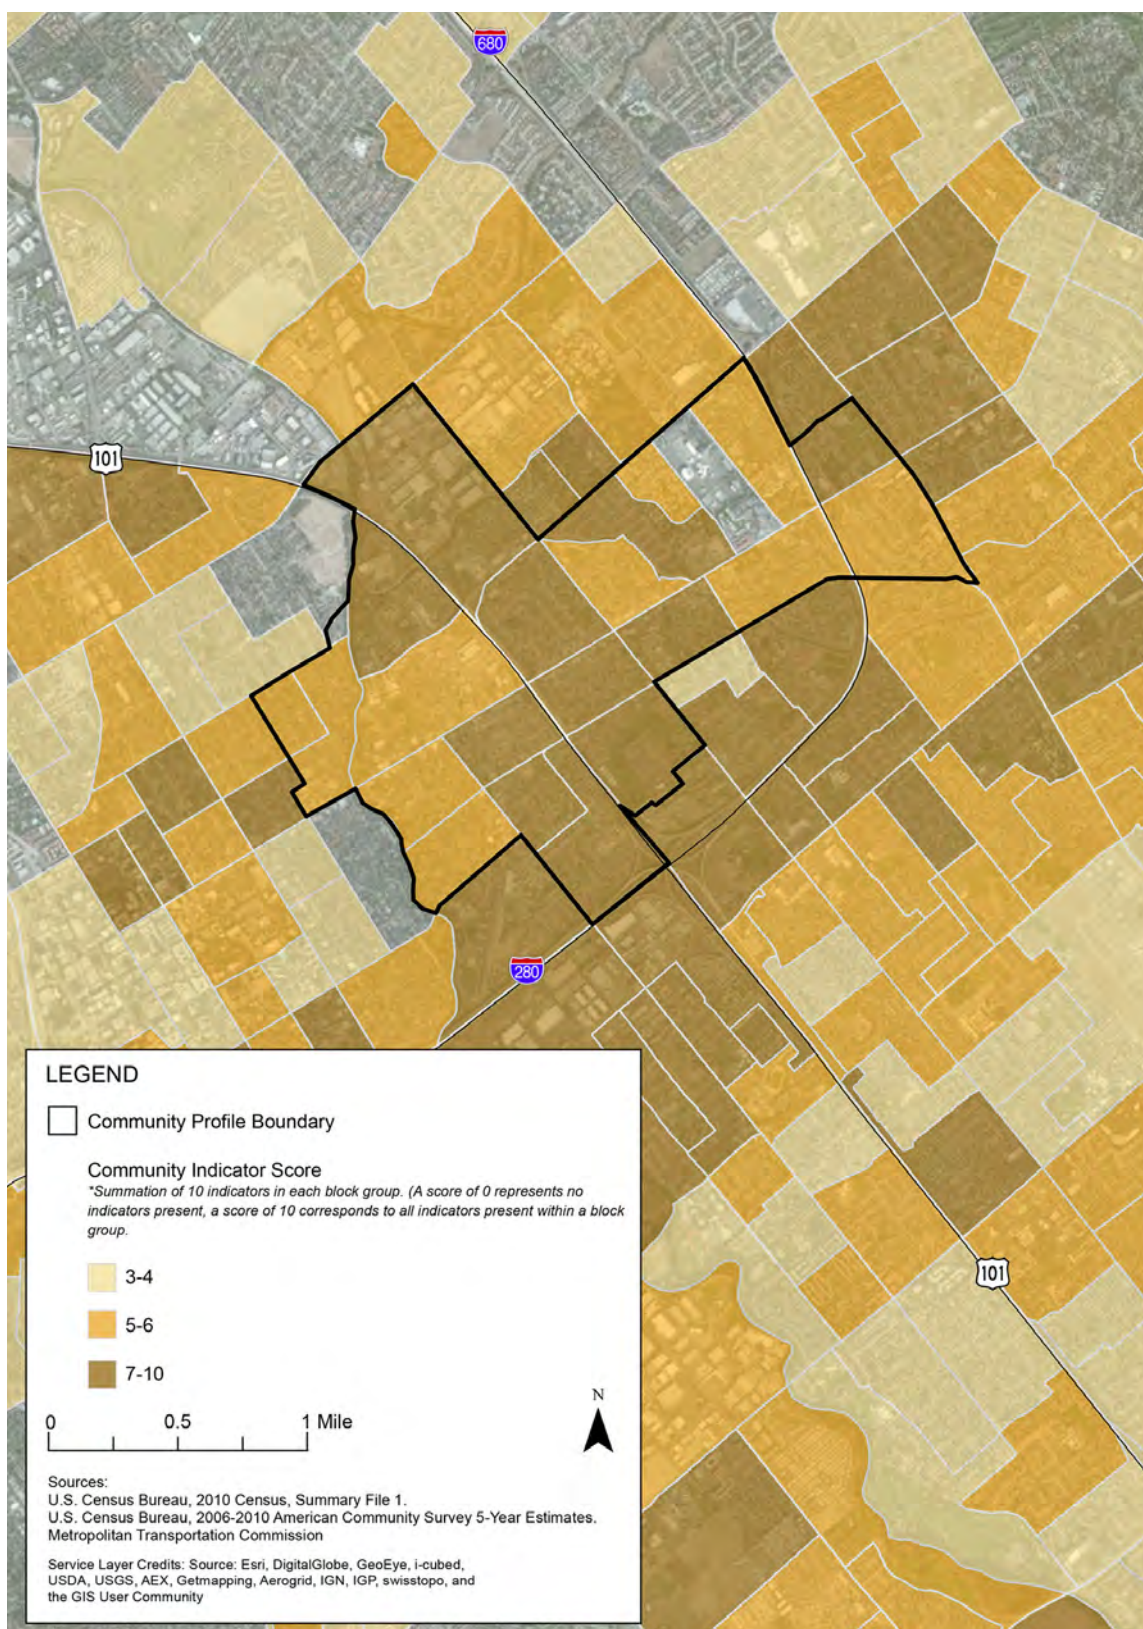 680
101
280
LEGEND
Community Profile Boundary
Community Indicator Score
*Summation of 10 indicators in each block group. (A score of 0 represents no
indicators present, a score of 10 corresponds to all indicators present within a block
group.
3-4
5-6
7-10
101
N
0 0.5 1 Mile
Sources:
U.S. Census Bureau, 2010 Census, Summary File 1.
U.S. Census Bureau, 2006-2010 American Community Survey 5-Year Estimates.
Metropolitan Transportation Commission
Service Layer Credits: Source: Esri, DigitalGlobe, GeoEye, i-cubed,
USDA, USGS, AEX, Getmapping, Aerogrid, IGN, IGP, swisstopo, and
the GIS User Community